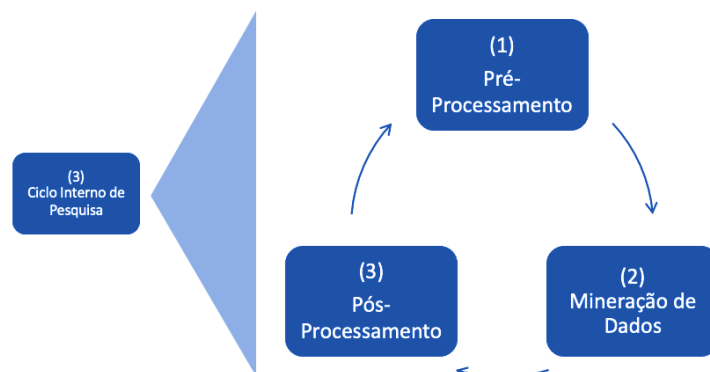 (3)
Ciclo Interno de
Pesquisa
(1)
Pré-
Processamento
(3)
Pós-
Processamento
(2)
Mineração de
Dados